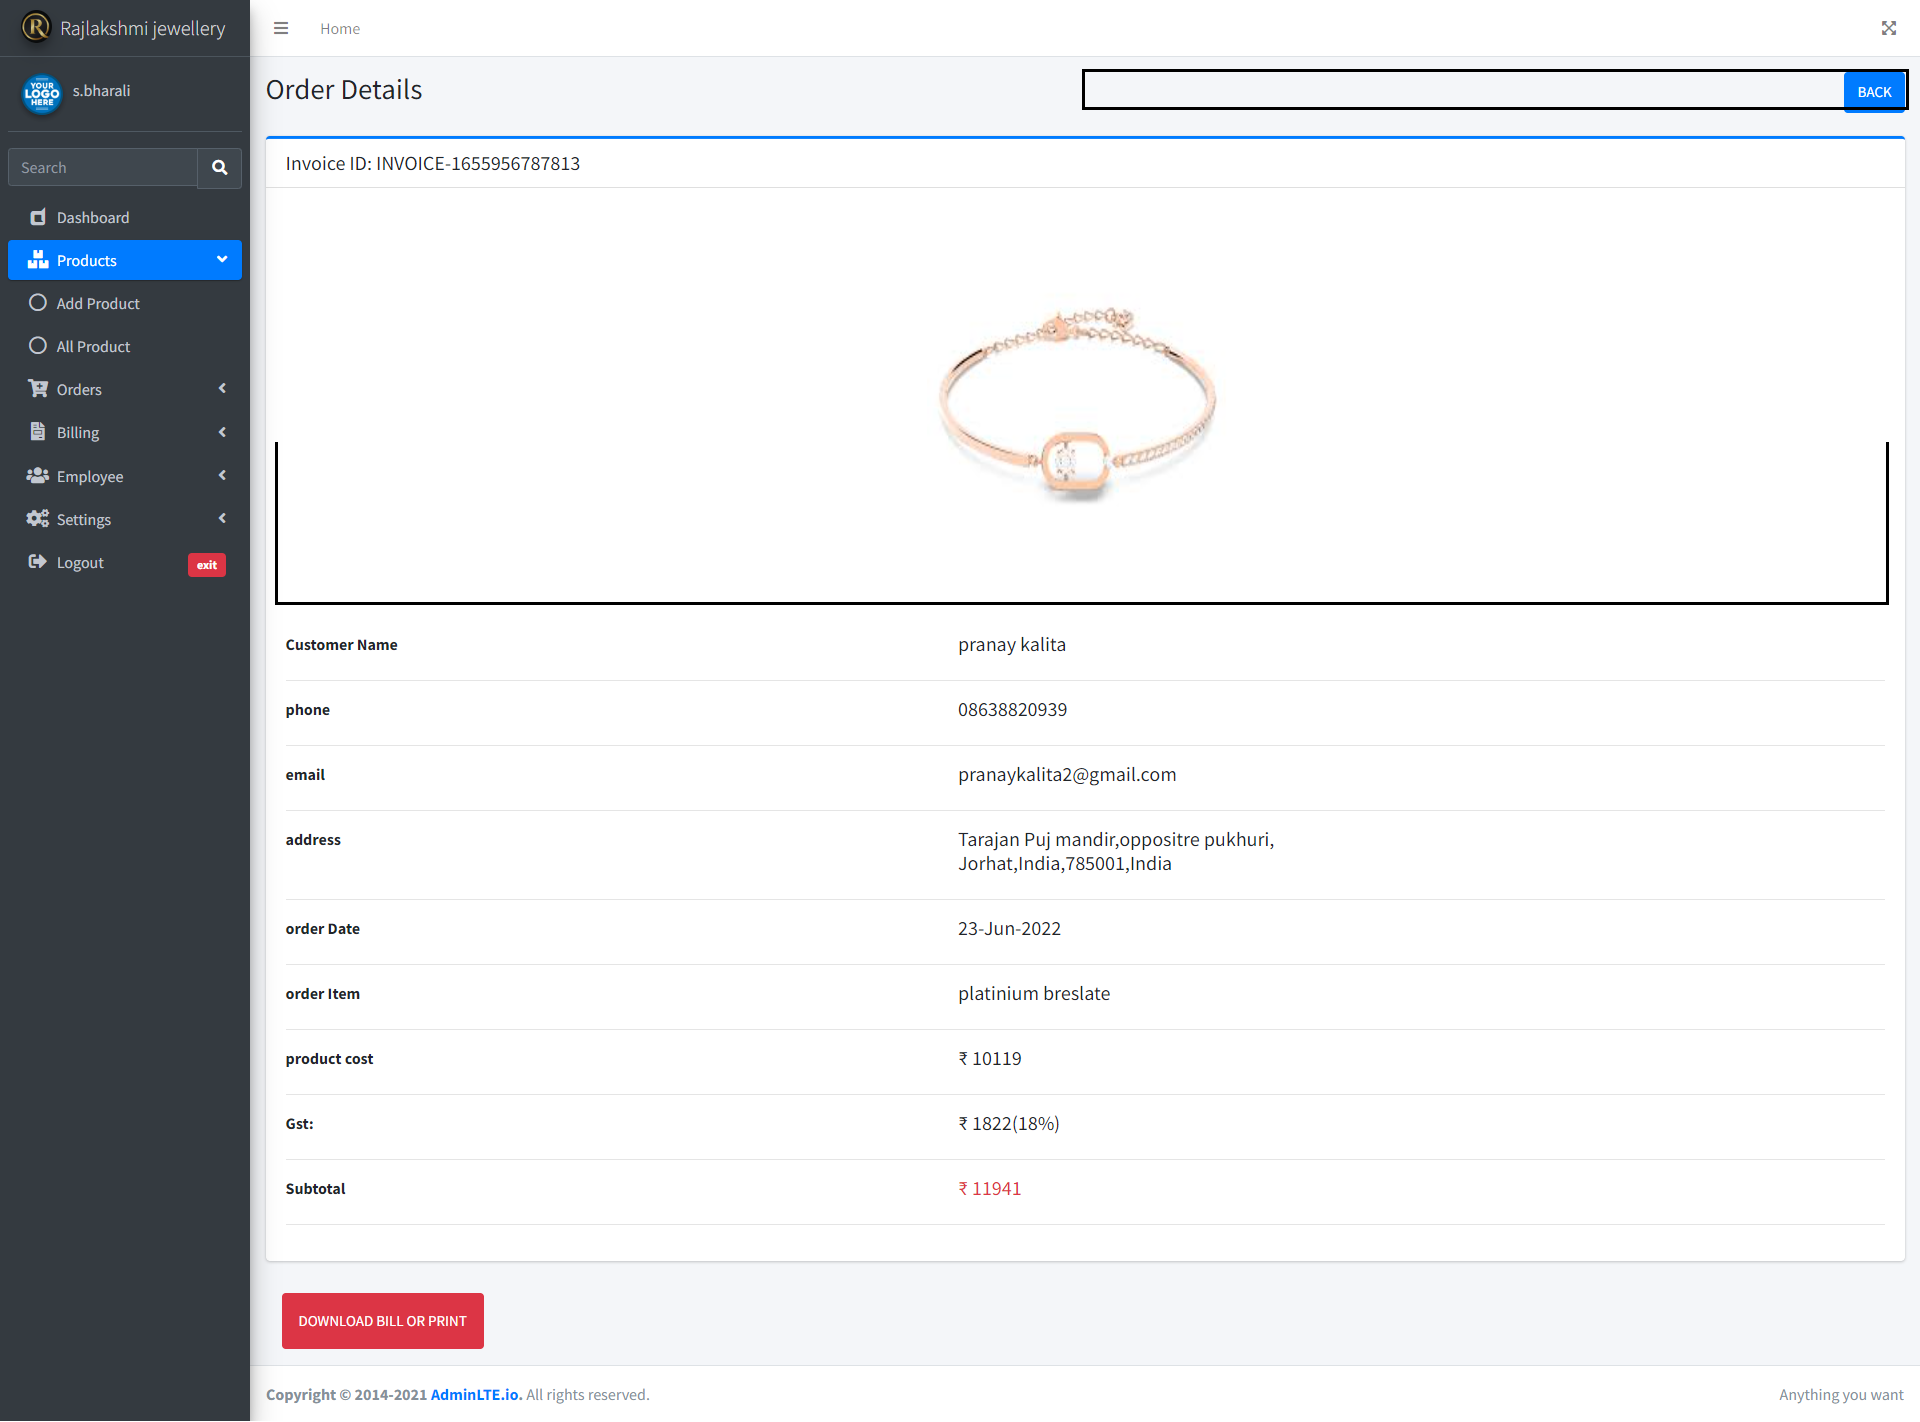 Rajlakshmi jewellery
Home
YOUR
LOGO
HERE
s.bharali
Search
Dashboard
Products
Add Product
All Product
Orders
Billing
Employee
Settings
Logout
exit
Order Details
BACK
Invoice ID: INVOICE-1655956787813
Customer Name
pranay kalita
phone
08638820939
email
pranaykalita2@gmail.com
address
Tarajan Puj mandir,oppositre pukhuri,
Jorhat,India,785001,India
order Date
23-Jun-2022
order Item
platinium breslate
product cost
₹ 10119
Gst:
₹ 1822(18%)
Subtotal
₹ 11941
DOWNLOAD BILL OR PRINT
Copyright © 2014-2021 AdminLTE.io. All rights reserved.
Anything you want